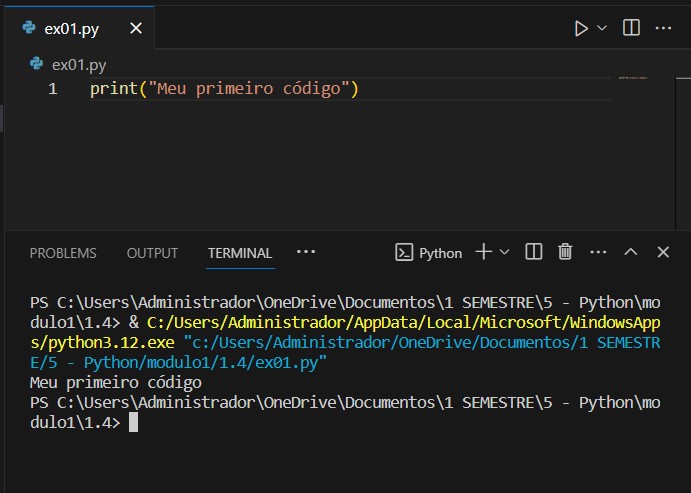 ex01.py
ex01.py
1 print("Meu primeiro código")
PROBLEMS OUTPUT TERMINAL ··· Python
PS C:\Users\Administrador\OneDrive\Documentos\1 SEMESTRE\5 - Python\mo
dulo1\1.4> & C:/Users/Administrador/AppData/Local/Microsoft/WindowsApp
s/python3.12.exe "c:/Users/Administrador/OneDrive/Documentos/1 SEMESTR
E/5 - Python/modulo1/1.4/ex01.py"
Meu primeiro código
PS C:\Users\Administrador\OneDrive\Documentos\1 SEMESTRE\5 - Python\mo
dulo1\1.4>